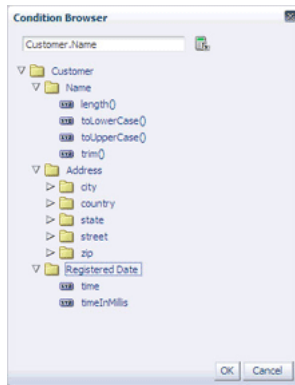 Condition Browser
Customer.Name
Customer
Name
length()
toLowerCase()
toUpperCase()
trim()
Address
city
country
state
street
zip
Registered Date
time
timeInMillis
OK Cancel